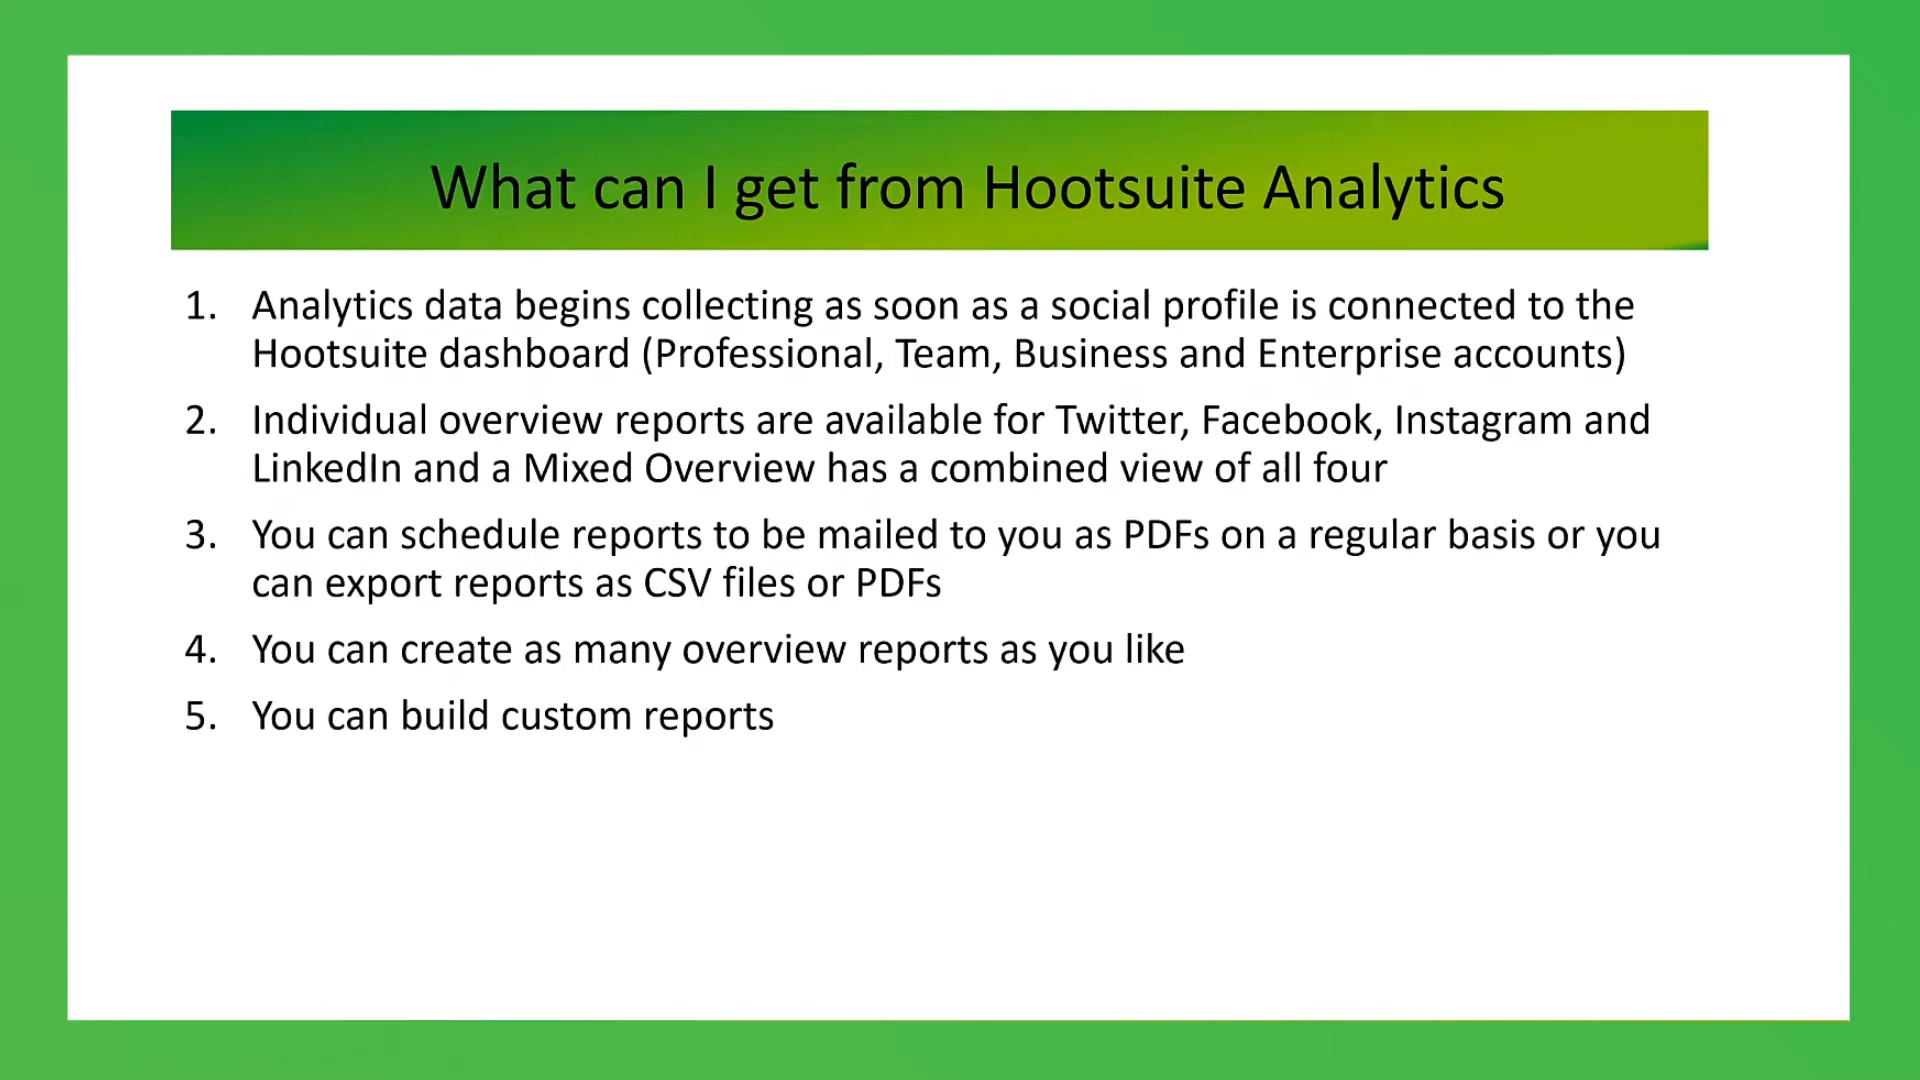 What can I get from Hootsuite Analytics
1. Analytics data begins collecting as soon as a social profile is connected to the
Hootsuite dashboard (Professional, Team, Business and Enterprise accounts)
2. Individual overview reports are available for Twitter, Facebook, Instagram and
LinkedIn and a Mixed Overview has a combined view of all four
3. You can schedule reports to be mailed to you as PDFs on a regular basis or you
can export reports as CSV files or PDFs
4. You can create as many overview reports as you like
5. You can build custom reports